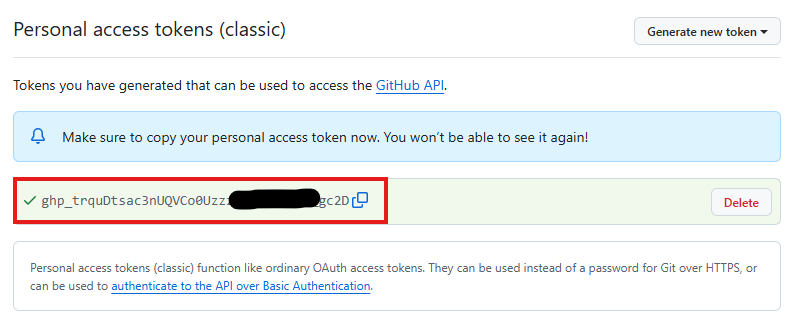 Personal access tokens (classic)
Generate new token
Tokens you have generated that can be used to access the GitHub API.
Make sure to copy your personal access token now. You won't be able to see it again!
ghp_trquDtsac3nUQVCo0Uzz gc2D
Delete
Personal access tokens (classic) function like ordinary OAuth access tokens. They can be used instead of a password for Git over HTTPS, or
can be used to authenticate to the API over Basic Authentication.